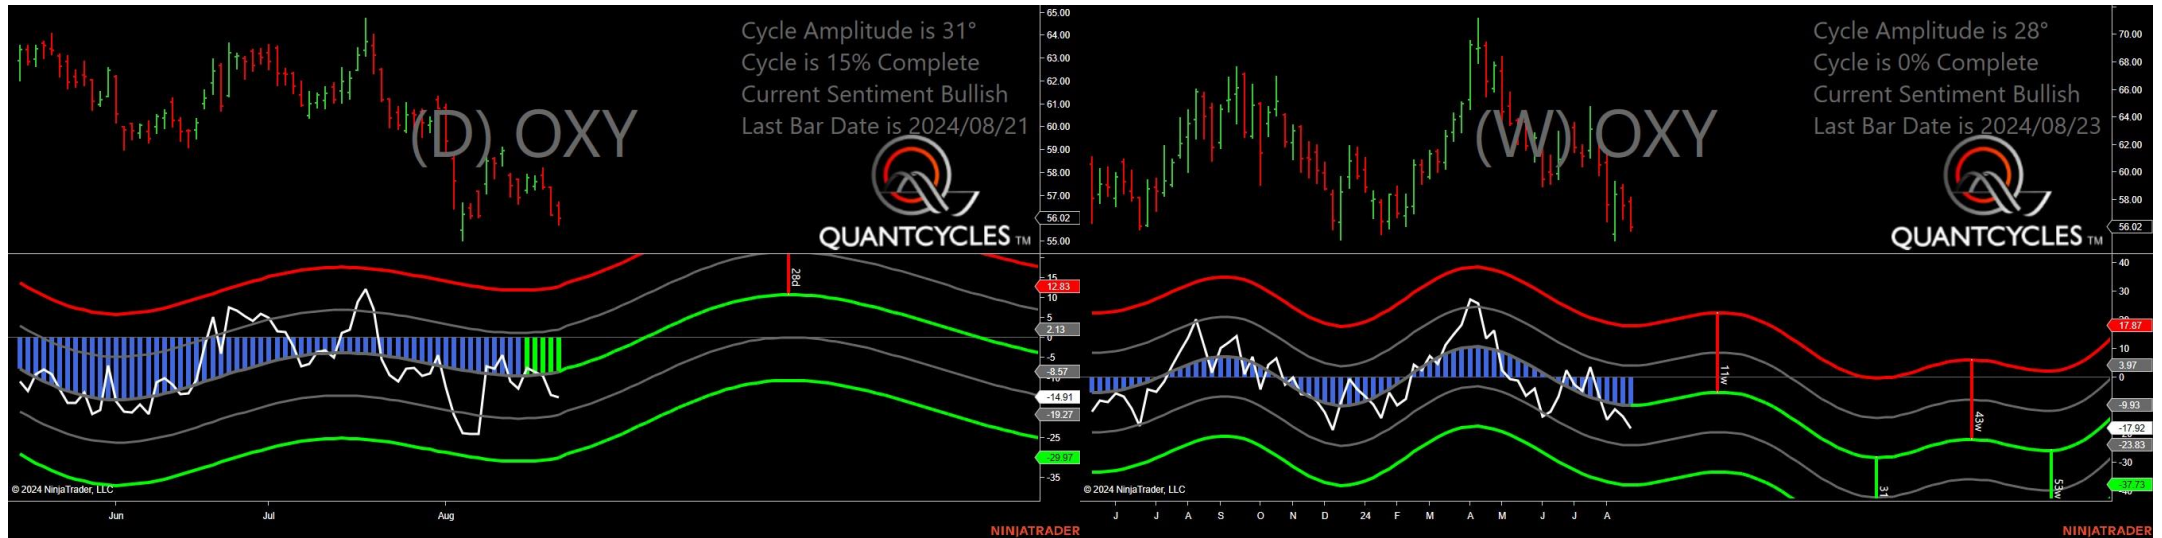 Cycle Amplitude is 31°
Cycle is 15% Complete
Current Sentiment Bullish
Last Bar Date is 2024/08/21
(D) OXY
QUANTCYCLES TM
65.00
64.00
63.00
62.00
61.00
60.00
59.00
58.00
57.00
56.02
55.00
28d
15
12.83
10
5
2.13
0
-5
-8.57
-14.91
-19.27
-25
-29.97
-35
© 2024 NinjaTrader, LLC
Jun
Jul
Aug
NINJATRADER
Cycle Amplitude is 28°
Cycle is 0% Complete
Current Sentiment Bullish
Last Bar Date is 2024/08/23
(W) OXY
QUANTCYCLES TM
70.00
68.00
66.00
64.00
62.00
60.00
58.00
56.02
40
30
17.87
10
3.97
0
-9.93
-17.92
-23.83
-30
-37.73
11w
43w
31
53w
© 2024 NinjaTrader, LLC
J
J
A
S
O
N
D
24
F
M
A
M
J
J
A
NINJATRADER